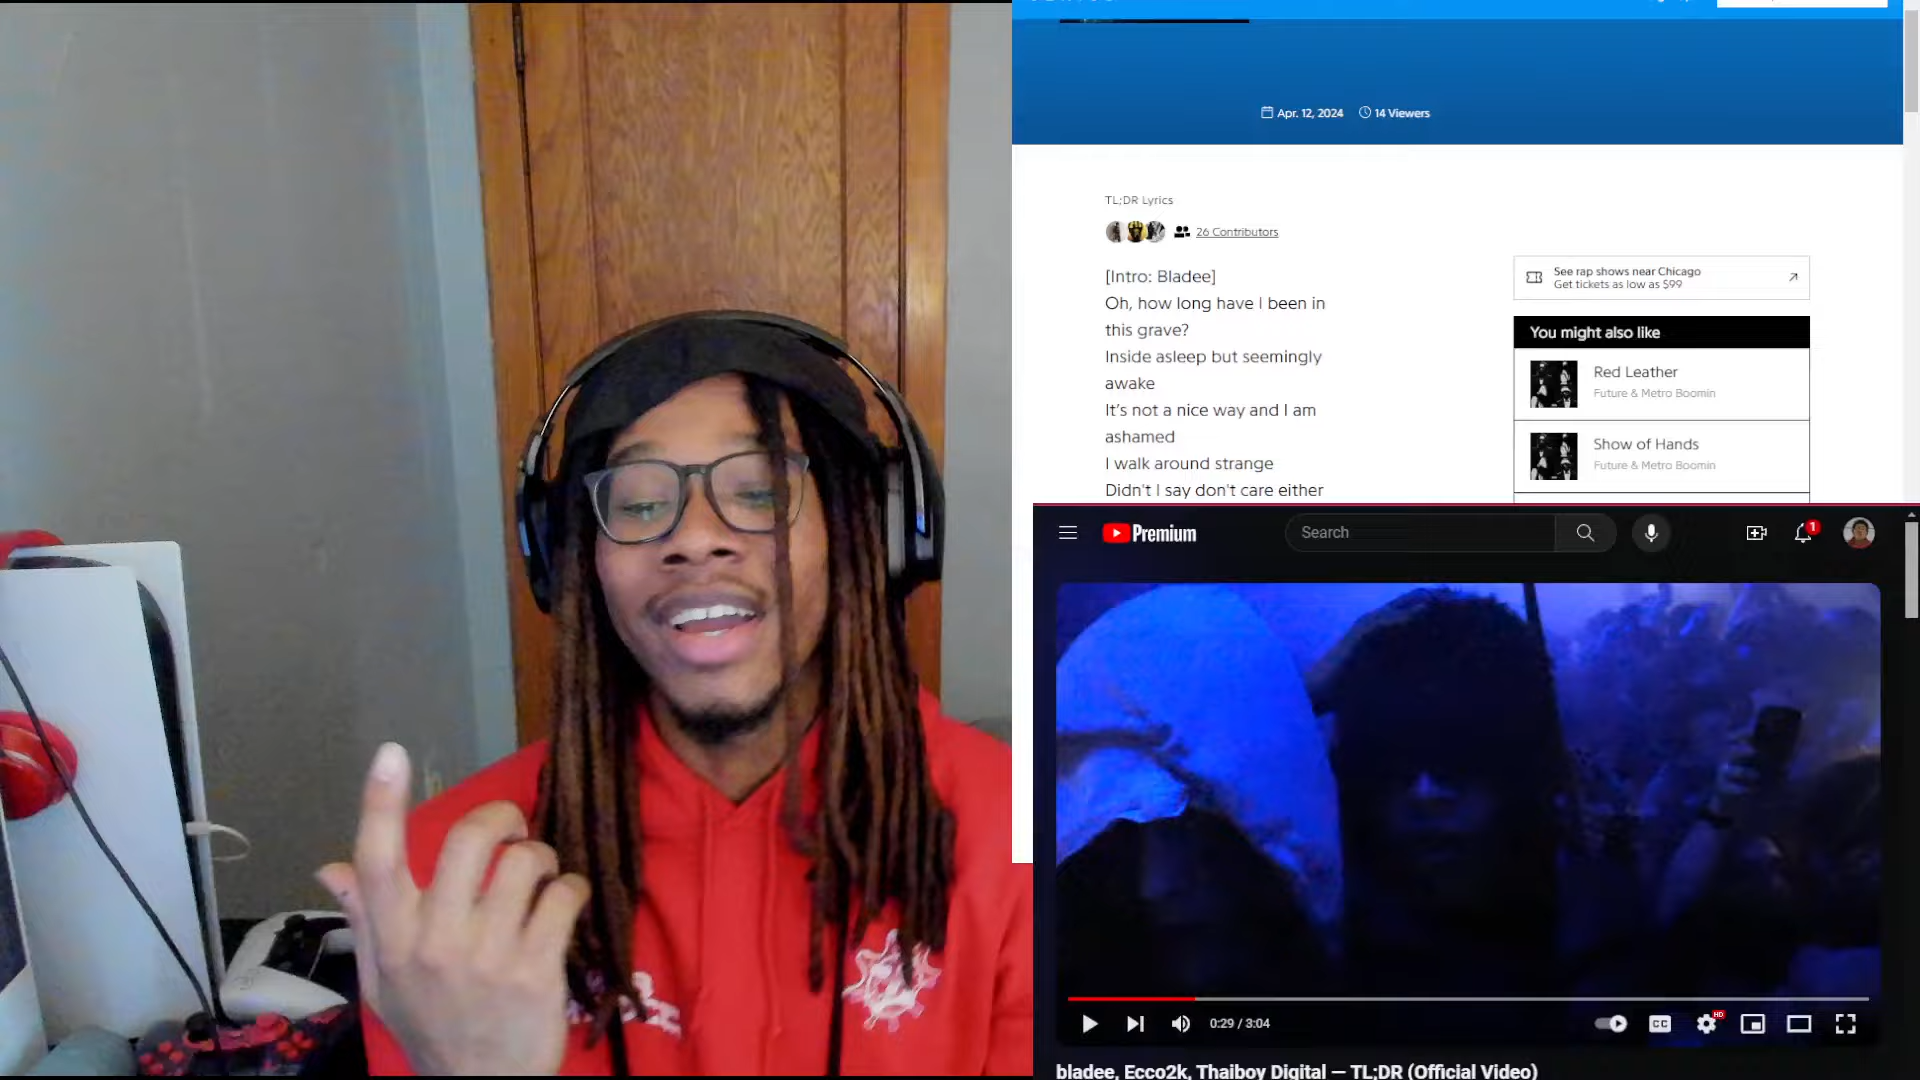 Apr. 12, 2024 14 Viewers
TL;DR Lyrics
26 Contributors
[Intro: Bladee]
Oh, how long have I been in
this grave?
Inside asleep but seemingly
awake
It's not a nice way and I am
ashamed
I walk around strange
Didn't I say don't care either
See rap shows near Chicago
Get tickets as low as $99
You might also like
Red Leather
Future & Metro Boomin
Show of Hands
Future & Metro Boomin
Premium
Search
1
0:29 / 3:04
CC
HD
bladee, Ecco2k, Thaiboy Digital — TL;DR (Official Video)